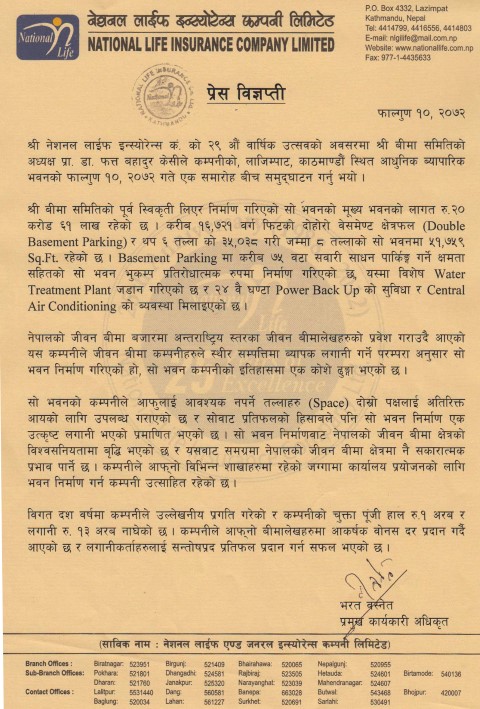 National Life
नेशनल लाईफ इन्स्योरेन्स कम्पनी लिमिटेड
NATIONAL LIFE INSURANCE COMPANY LIMITED
P.O. Box 4332, Lazimpat
Kathmandu, Nepal
Tel: 4414799, 4416556, 4414803
E-mail: nlgilife@mail.com.np
Website: www.nationallife.com.np
Fax: 977-1-4435633
प्रेस विज्ञप्ती
फाल्गुण १०, २०७२
श्री नेशनल लाईफ इन्स्योरेन्स क. को २९ औं वार्षिक उत्सवको अवसरमा श्री बीमा समितिको
अध्यक्ष प्रा. डा. फत्त बहादुर केसीले कम्पनीको, लाजिम्पाट, काठमाण्डौं स्थित आधुनिक ब्यापारिक
भवनको फाल्गुण १०, २०७२ गते एक समारोह बीच समुद्घाटन गर्नु भयो ।
श्री बीमा समितिको पूर्व स्विकृती लिएर निर्माण गरिएको सो भवनको मुख्य भवनको लागत रु.२०
करोड ६१ लाख रहेको छ । करीब १६,७२१ वर्ग फिटको दोहोरो बेसमेण्ट क्षेत्रफल (Double
Basement Parking) र थप ६ तल्ला को ३५,०३८ गरी जम्मा ८ तल्लाको सो भवनमा ५१,७५९
Sq.Ft. रहेको छ । Basement Parking मा करीब ७५ वटा सवारी साधन पार्किङ्ग गर्ने क्षमता
सहितको सो भवन भुकम्प प्रतिरोधात्मक रुपमा निर्माण गरिएको छ, यसमा विशेष Water
Treatment Plant जडान गरिएको छ र २४ सै घण्टा Power Back Up को सुविधा र Central
Air Conditioning को ब्यवस्था मिलाइएको छ ।
नेपालको जीवन बीमा बजारमा अन्तराष्ट्रिय स्तरका जीवन बीमालेखहरुको प्रवेश गराउदै आएको
यस कम्पनीले जीवन बीमा कम्पनीहरुले स्थीर सम्पत्तिमा ब्यापक लगानी गर्ने परम्परा अनुसार सो
भवन निर्माण गरिएको हो, सो भवन कम्पनीको इतिहासमा एक कोशे ढुङ्गा भएको छ ।
सो भवनको कम्पनीले आफुलाई आवश्यक नपर्ने तल्लाहरु (Space) दोस्रो पक्षलाई अतिरिक्त
आयको लागि उपलब्ध गराएको छ र सोबाट प्रतिफलको हिसाबले पनि सो भवन निर्माण एक
उत्कृष्ट लगानी भएको प्रमाणित भएको छ । सो भवन निर्माणबाट नेपालको जीवन बीमा क्षेत्रको
विश्वसनियतामा बृद्धि भएको छ र यसबाट समग्रमा नेपालको जीवन बीमा क्षेत्रमा नै सकारात्मक
प्रभाव पार्ने छ । कम्पनीले आफ्नो विभिन्न शाखाहरुमा रहेको जग्गामा कार्यालय प्रयोजनको लागि
भवन निर्माण गर्न कम्पनी उत्साहित रहेको छ ।
विगत दश वर्षमा कम्पनीले उल्लेखनीय प्रगति गरेको र कम्पनीको चुक्ता पूंजी हाल रु.१ अरब र
लगानी रु. १३ अरब नाघेको छ । कम्पनीले आफ्नो बीमालेखहरुमा आकर्षक बोनस दर प्रदान गर्दै
आएको छ र लगानीकर्ताहरुलाई सन्तोषप्रद प्रतिफल प्रदान गर्न सफल भएको छ ।
भरत बस्नेत
प्रमुख कार्यकारी अधिकृत
(साविक नाम : नेशनल लाईफ एण्ड जनरल इन्स्योरेन्स कम्पनी लिमिटेड)
Branch Offices : Biratnagar: 523951 Birgunj: 521409 Bhairahawa: 520065 Nepalgunj: 520955
Sub-Branch Offices: Pokhara: 521801 Dhangadhi: 524581 Rajbiraj: 523505 Hetauda: 524601 Birtamode: 540136
Dharan: 521760 Janakpur: 525320 Narayanghat: 523039 Mahendranagar: 524607
Contact Offices : Lalitpur: 5531440 Dang: 560581 Banepa: 663028 Butwal: 543468 Bhojpur: 420007
Baglung: 520034 Lahan: 561227 Surkhet: 520691 Sarlahi: 530491